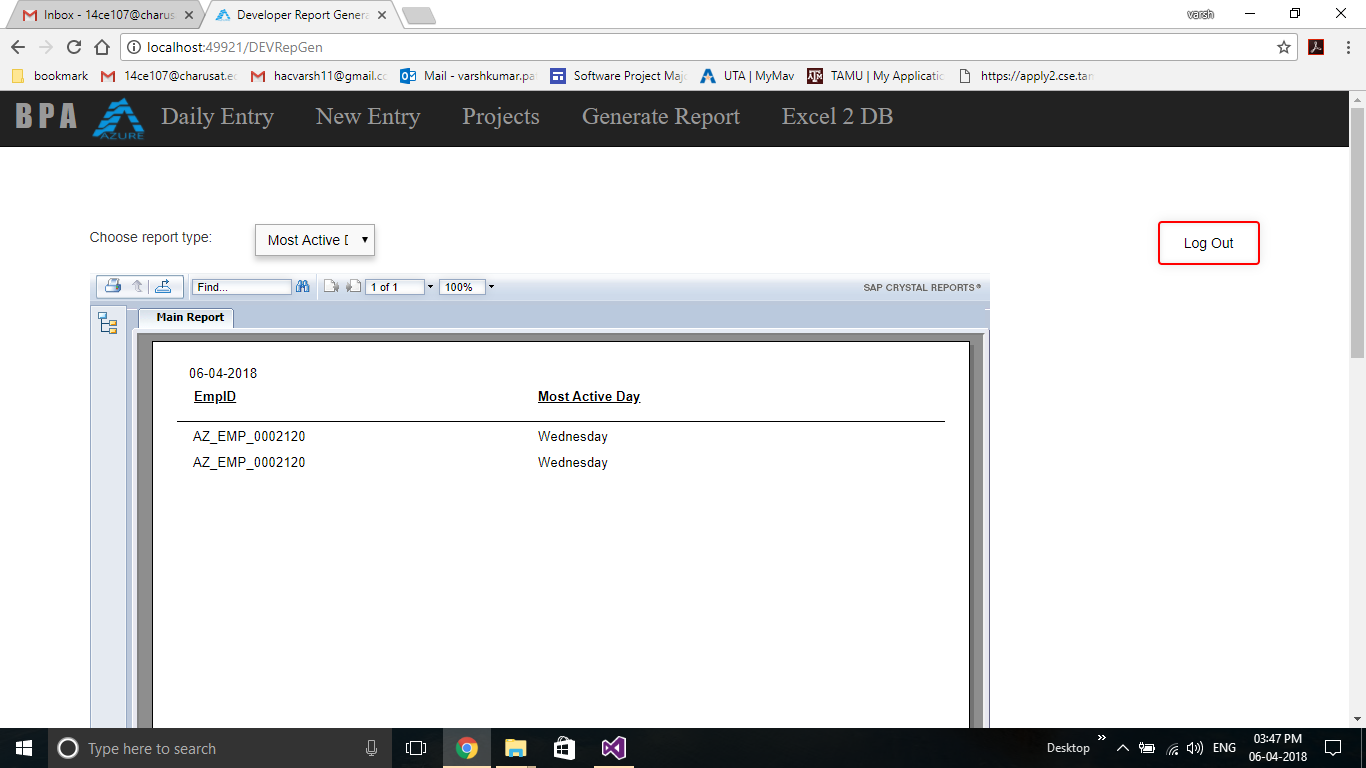 Inbox - 14ce107@charus
Developer Report Genera
varsh
localhost:49921/DEVRepGen
bookmark
14ce107@charusat.ec
hacvarsh11@gmail.cc
Mail - varshkumar.pa
Software Project Maj
UTA | MyMav
TAMU | My Applicatic
https://apply2.cse.tan
BPA
AZURE
Daily Entry
New Entry
Projects
Generate Report
Excel 2 DB
Choose report type:
Most Active D
Log Out
Find...
1 of 1
100%
SAP CRYSTAL REPORTS®
Main Report
06-04-2018
EmpID Most Active Day
AZ_EMP_0002120 Wednesday
AZ_EMP_0002120 Wednesday
Type here to search
Desktop
ENG
03:47 PM
06-04-2018